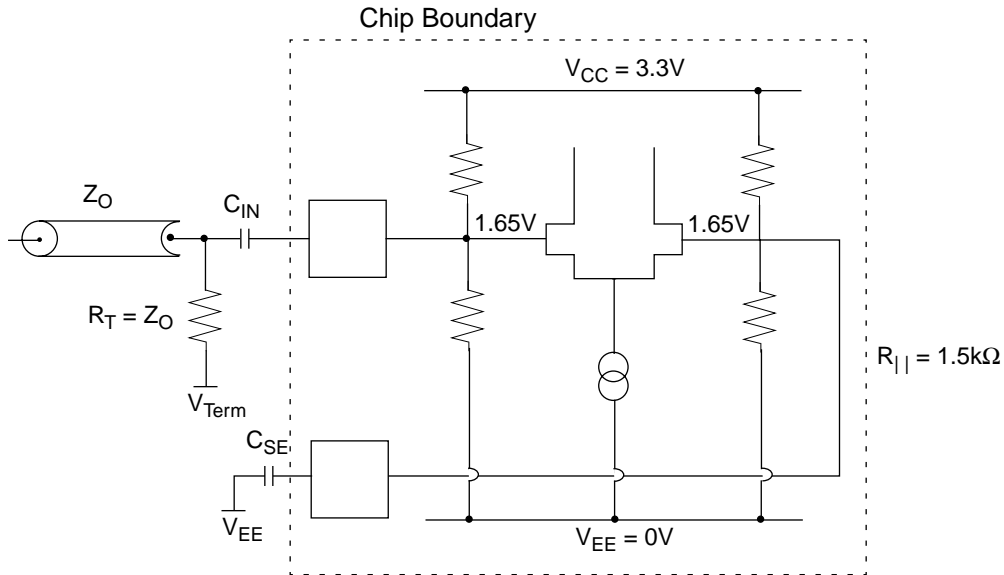 Chip Boundary
V_CC = 3.3V
Z_O
C_IN
1.65V
1.65V
R_T = Z_O
R_|| = 1.5kΩ
V_Term
C_SE
V_EE
V_EE = 0V